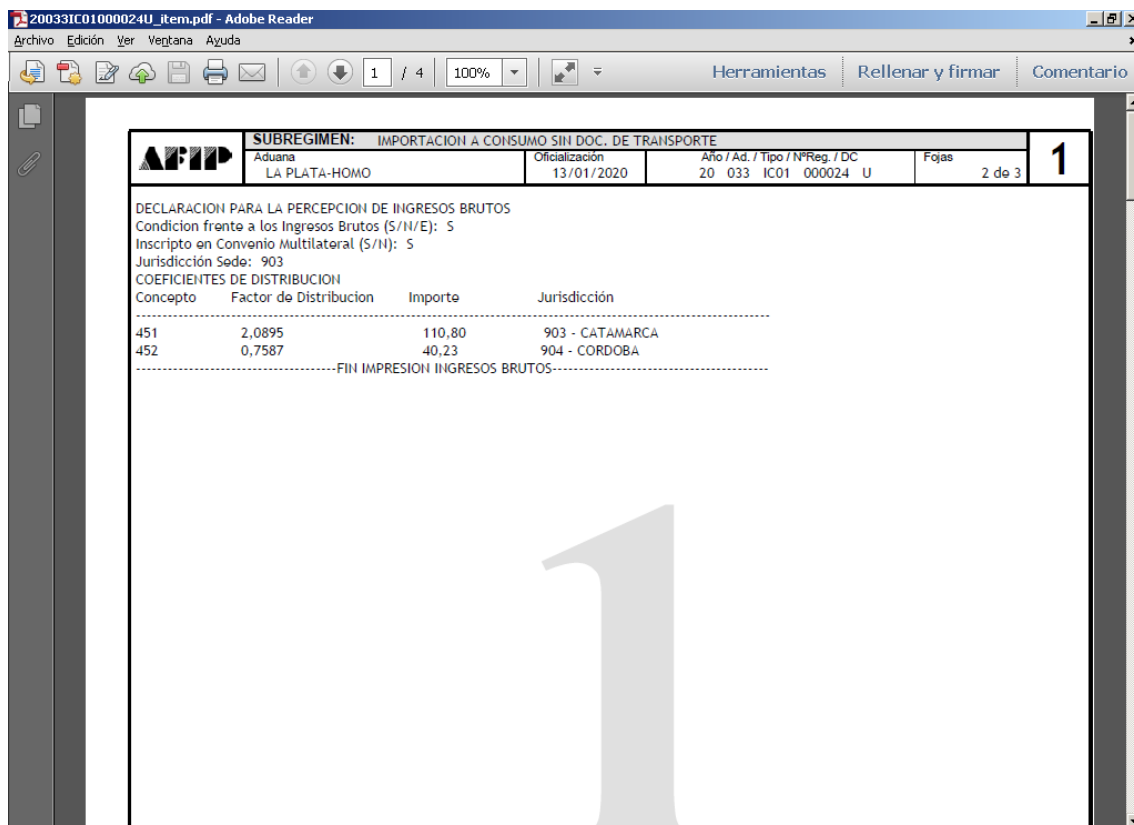 20033IC01000024U_item.pdf - Adobe Reader
Archivo Edición Ver Ventana Ayuda
1 / 4 100% Herramientas Rellenar y firmar Comentario
AFIP
SUBREGIMEN: IMPORTACION A CONSUMO SIN DOC. DE TRANSPORTE
Aduana Oficialización Año / Ad. / Tipo / NºReg. / DC Fojas 1
LA PLATA-HOMO 13/01/2020 20 033 IC01 000024 U 2 de 3
DECLARACION PARA LA PERCEPCION DE INGRESOS BRUTOS
Condicion frente a los Ingresos Brutos (S/N/E): S
Inscripto en Convenio Multilateral (S/N): S
Jurisdicción Sede: 903
COEFICIENTES DE DISTRIBUCION
Concepto Factor de Distribucion Importe Jurisdicción
------------------------------------------------------------------------------------------------------------------------
451 2,0895 110,80 903 - CATAMARCA
452 0,7587 40,23 904 - CORDOBA
--------------------------------------FIN IMPRESION INGRESOS BRUTOS-----------------------------------------
1